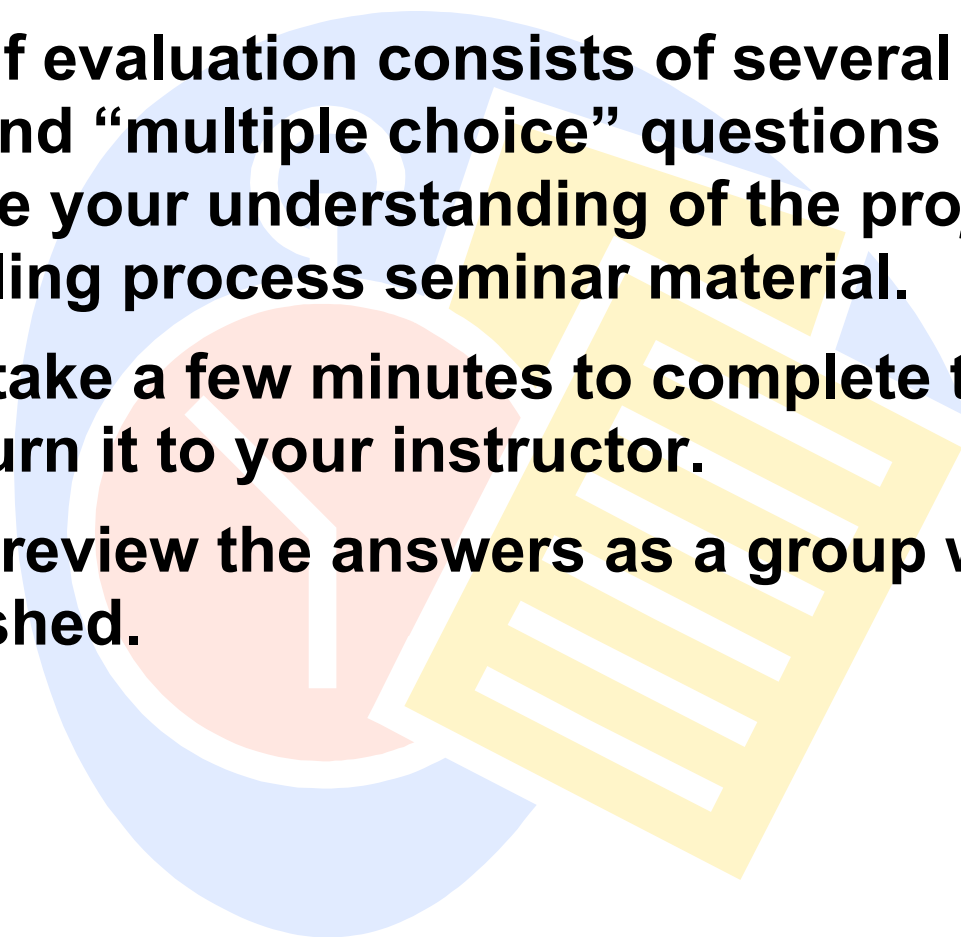 f evaluation consists of several
nd “multiple choice” questions
e your understanding of the pro
ling process seminar material.
take a few minutes to complete t
urn it to your instructor.
review the answers as a group
shed.